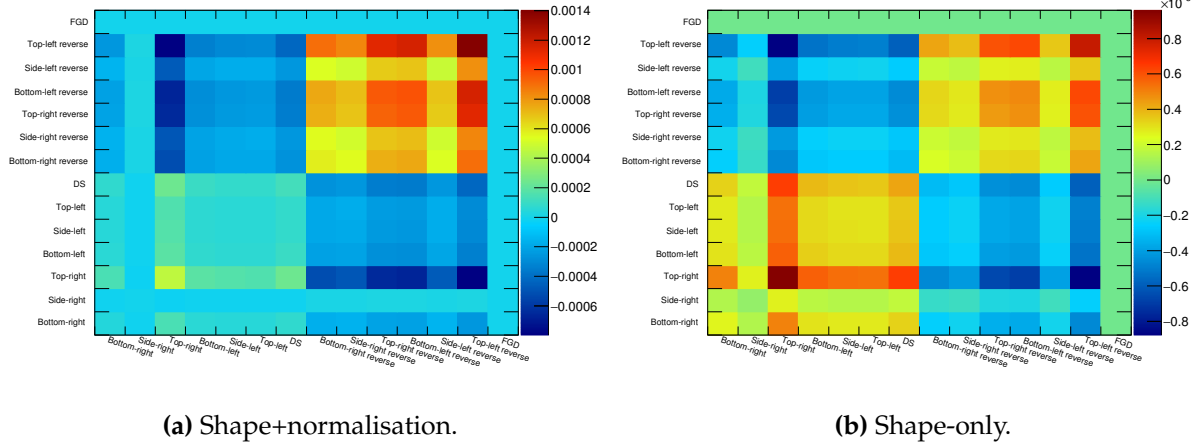 FGD
Top-left reverse
Side-left reverse
Bottom-left reverse
Top-right reverse
Side-right reverse
Bottom-right reverse
DS
Top-left
Side-left
Bottom-left
Top-right
Side-right
Bottom-right
Bottom-right
Side-right
Top-right
Bottom-left
Side-left
Top-left
DS
Bottom-right reverse
Side-right reverse
Top-right reverse
Bottom-left reverse
Side-left reverse
Top-left reverse
FGD
0.0014
0.0012
0.001
0.0008
0.0006
0.0004
0.0002
0
−0.0002
−0.0004
−0.0006
(a) Shape+normalisation.
FGD
Top-left reverse
Side-left reverse
Bottom-left reverse
Top-right reverse
Side-right reverse
Bottom-right reverse
DS
Top-left
Side-left
Bottom-left
Top-right
Side-right
Bottom-right
Bottom-right
Side-right
Top-right
Bottom-left
Side-left
Top-left
DS
Bottom-right reverse
Side-right reverse
Top-right reverse
Bottom-left reverse
Side-left reverse
Top-left reverse
FGD
0.8
0.6
0.4
0.2
0
−0.2
−0.4
−0.6
−0.8
(b) Shape-only.